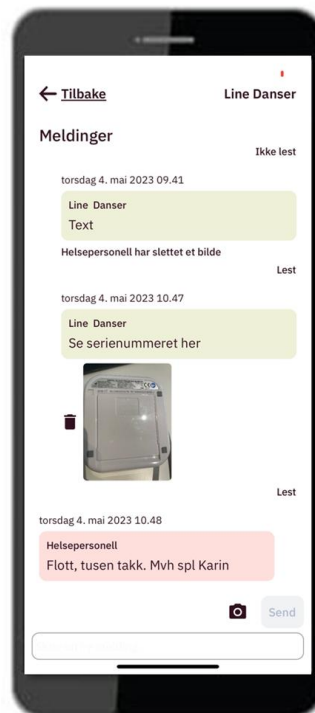 Tilbake
Line Danser
Meldinger
Ikke lest
torsdag 4. mai 2023 09.41
Line Danser
Text
Helsepersonell har slettet et bilde
Lest
torsdag 4. mai 2023 10.47
Line Danser
Se serienummeret her
Lest
torsdag 4. mai 2023 10.48
Helsepersonell
Flott, tusen takk. Mvh spl Karin
Send